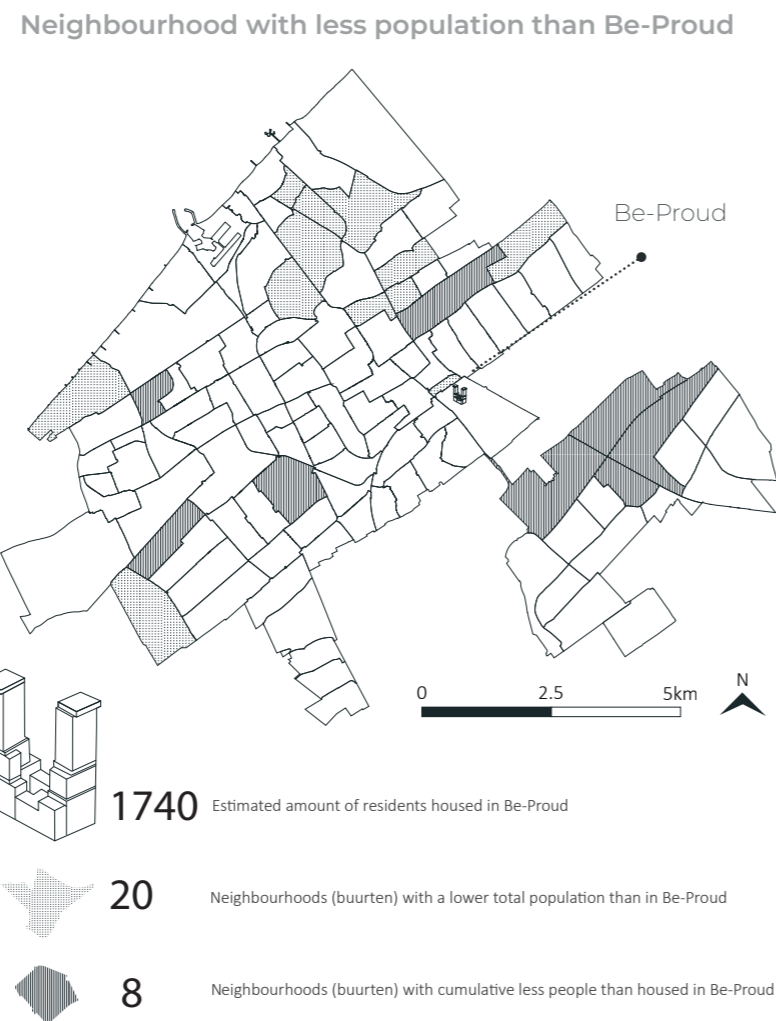 Neighbourhood with less population than Be-Proud
Be-Proud
0 2.5 5km
N
1740 Estimated amount of residents housed in Be-Proud
20 Neighbourhoods (buurten) with a lower total population than in Be-Proud
8 Neighbourhoods (buurten) with cumulative less people than housed in Be-Proud